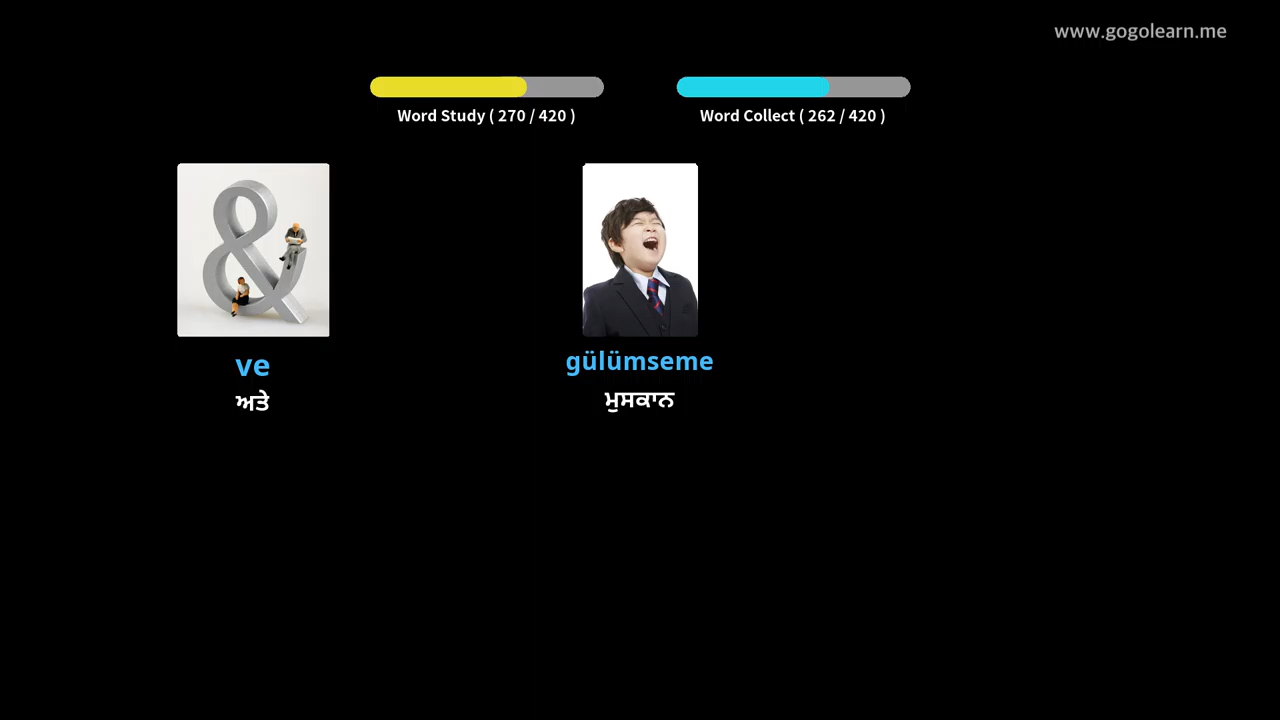 www.gogolearn.me
Word Study ( 270 / 420 )
Word Collect ( 262 / 420 )
&
ve
gülümseme
ਅਤੇ
ਮੁਸਕਾਨ